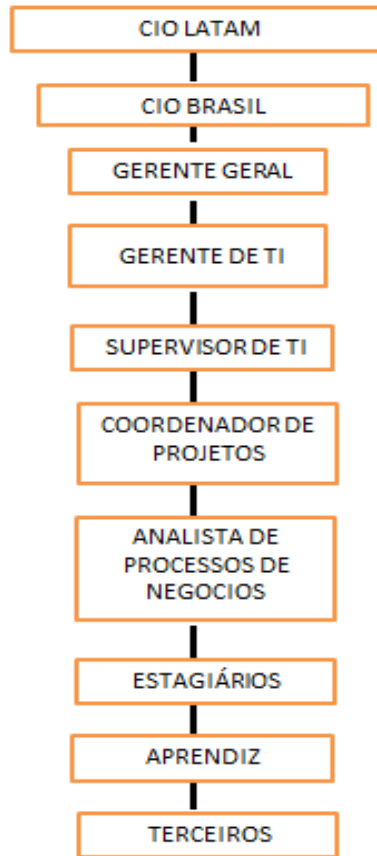 CIO LATAM
CIO BRASIL
GERENTE GERAL
GERENTE DE TI
SUPERVISOR DE TI
COORDENADOR DE
PROJETOS
ANALISTA DE
PROCESSOS DE
NEGOCIOS
ESTAGIÁRIOS
APRENDIZ
TERCEIROS